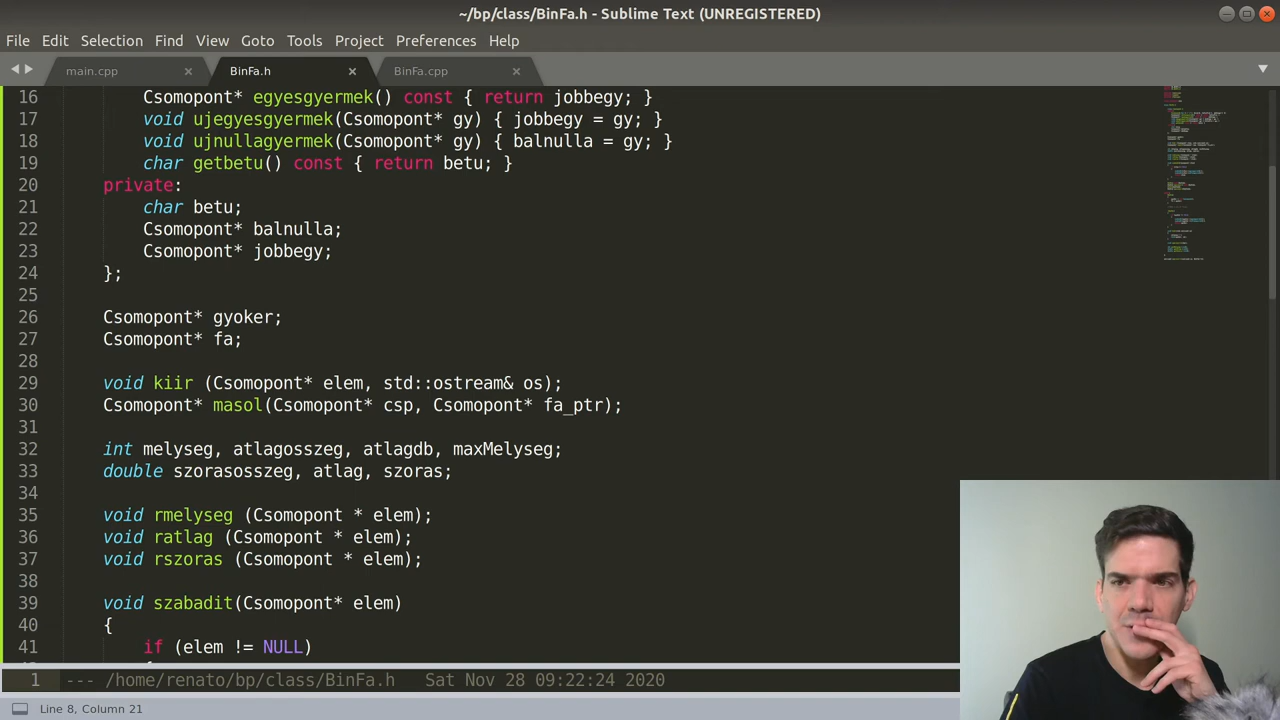 ~/bp/class/BinFa.h - Sublime Text (UNREGISTERED)
File Edit Selection Find View Goto Tools Project Preferences Help
main.cpp × BinFa.h × BinFa.cpp ×
16 Csomopont* egyesgyermek() const { return jobbegy; }
17 void ujegyesgyermek(Csomopont* gy) { jobbegy = gy; }
18 void ujnullagyermek(Csomopont* gy) { balnulla = gy; }
19 char getbetu() const { return betu; }
20 private:
21 char betu;
22 Csomopont* balnulla;
23 Csomopont* jobbegy;
24 };
25
26 Csomopont* gyoker;
27 Csomopont* fa;
28
29 void kiir (Csomopont* elem, std::ostream& os);
30 Csomopont* masol(Csomopont* csp, Csomopont* fa_ptr);
31
32 int melyseg, atlagosszeg, atlagdb, maxMelyseg;
33 double szorasosszeg, atlag, szoras;
34
35 void rmelyseg (Csomopont * elem);
36 void ratlag (Csomopont * elem);
37 void rszoras (Csomopont * elem);
38
39 void szabadit(Csomopont* elem)
40 {
41 if (elem != NULL)
1 --- /home/renato/bp/class/BinFa.h Sat Nov 28 09:22:24 2020
Line 8, Column 21